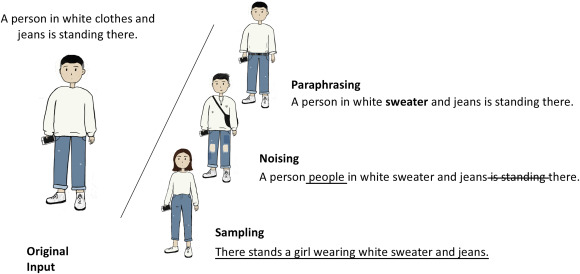 A person in white clothes and
jeans is standing there.
Paraphrasing
A person in white sweater and jeans is standing there.
Noising
A person people in white sweater and jeans is standing there.
Sampling
There stands a girl wearing white sweater and jeans.
Original
Input